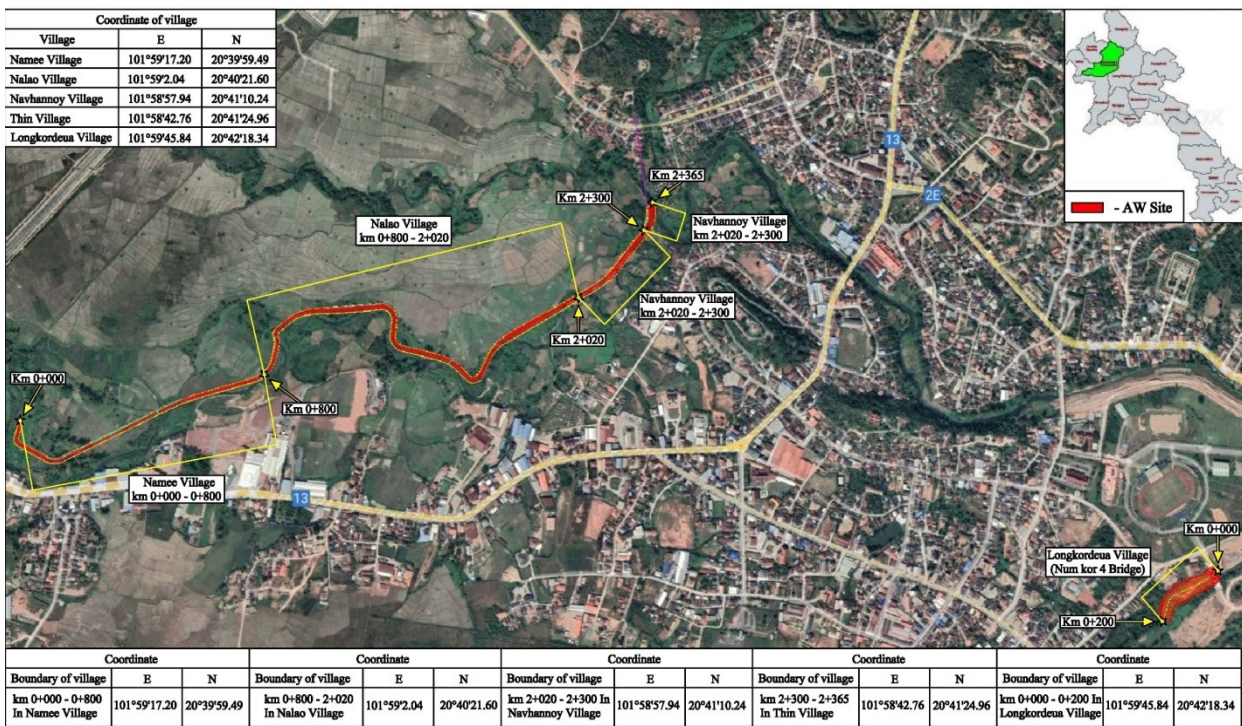 Coordinate of village
Village E N
Namee Village 101°59'17.20 20°39'59.49
Nalao Village 101°59'2.04 20°40'21.60
Navhannoy Village 101°58'57.94 20°41'10.24
Thin Village 101°58'42.76 20°41'24.96
Longkordeua Village 101°59'45.84 20°42'18.34
- AW Site
13
2E
Km 2+365
Km 2+300
Nalao Village
km 0+800 - 2+020
Navhannoy Village
km 2+020 - 2+300
Navhannoy Village
km 2+020 - 2+300
Km 2+020
Km 0+000
Km 0+800
Namee Village
km 0+000 - 0+800
13
Km 0+000
Longkordeua Village
(Num kor 4 Bridge)
Km 0+200
Coordinate Coordinate Coordinate Coordinate Coordinate
Boundary of village E N Boundary of village E N Boundary of village E N Boundary of village E N Boundary of village E N
km 0+000 - 0+800 In Namee Village 101°59'17.20 20°39'59.49 km 0+800 - 2+020 In Nalao Village 101°59'2.04 20°40'21.60 km 2+020 - 2+300 In Navhannoy Village 101°58'57.94 20°41'10.24 km 2+300 - 2+365 In Thin Village 101°58'42.76 20°41'24.96 km 0+000 - 0+200 In Longkordeua Village 101°59'45.84 20°42'18.34